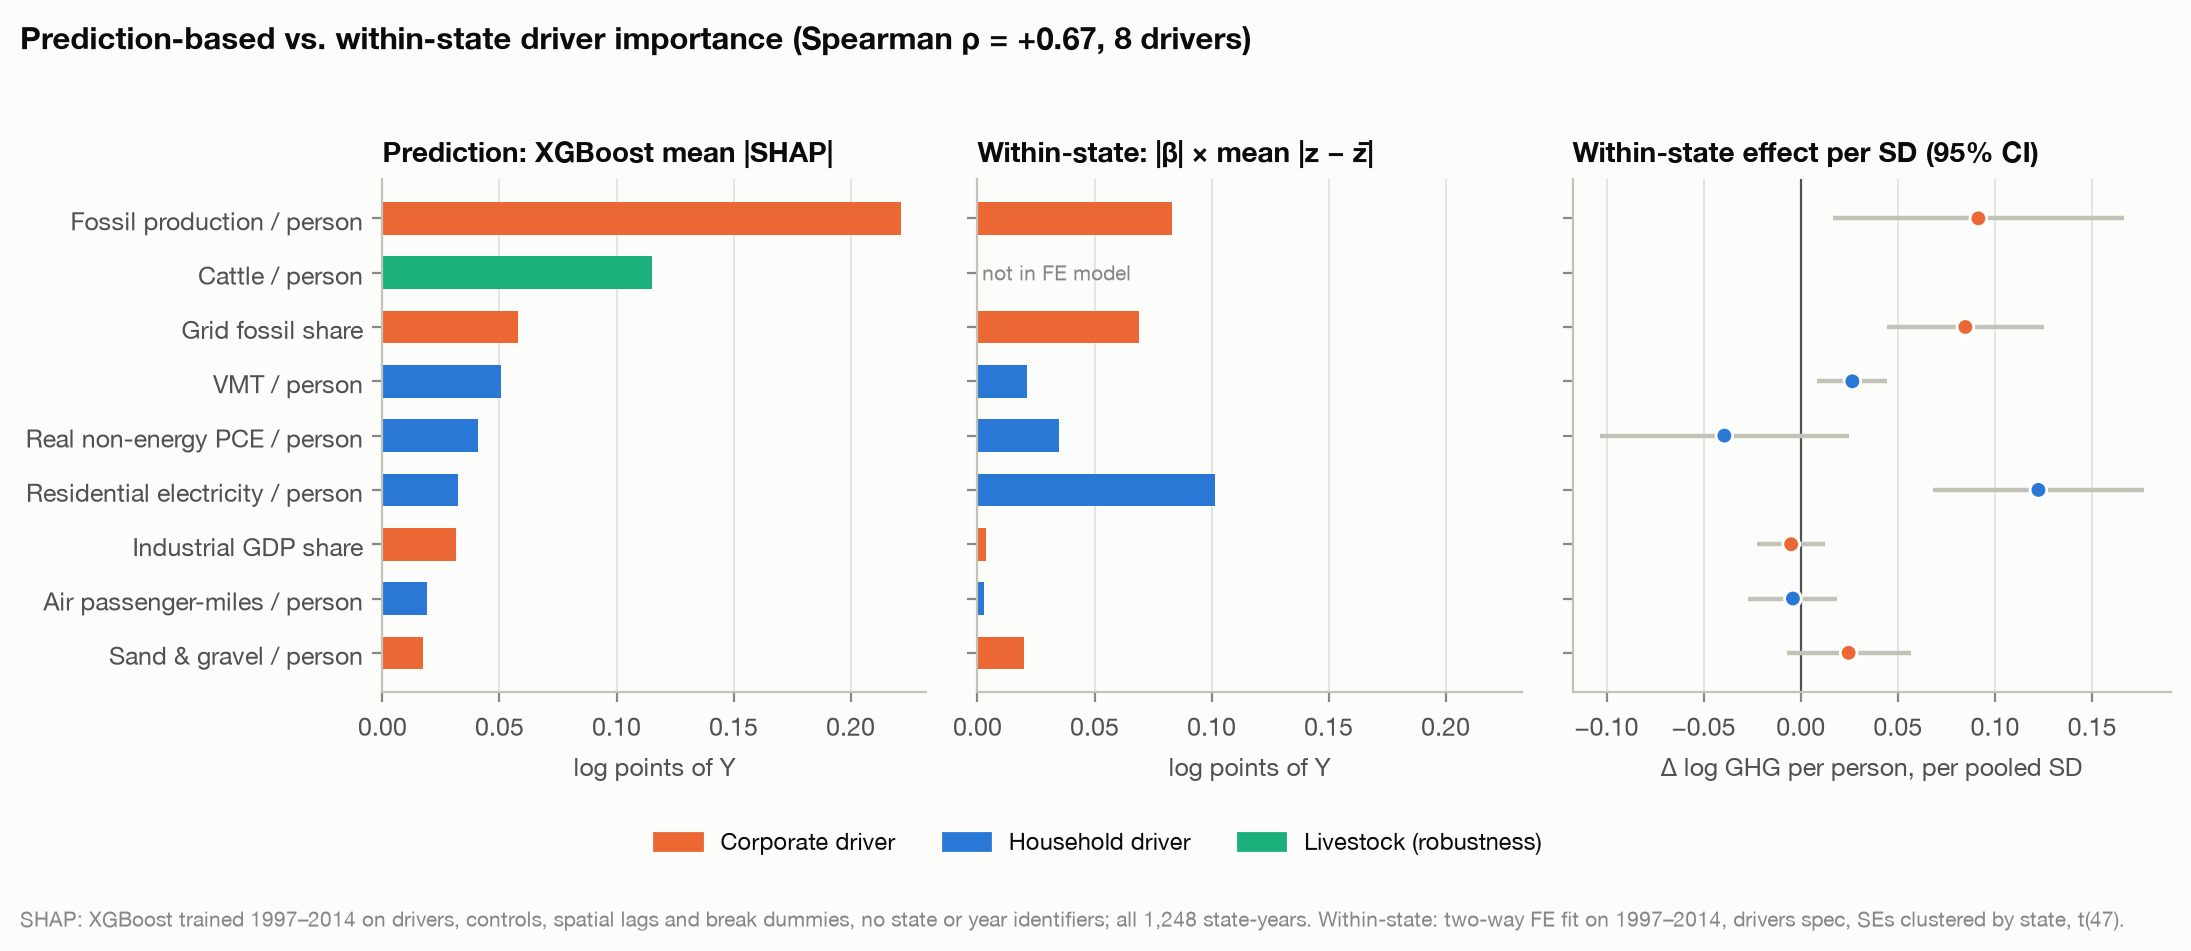 Prediction-based vs. within-state driver importance (Spearman ρ = +0.67, 8 drivers)
Prediction: XGBoost mean |SHAP|
Within-state: |β| × mean |z − z̄|
Within-state effect per SD (95% CI)
Fossil production / person
Cattle / person
not in FE model
Grid fossil share
VMT / person
Real non-energy PCE / person
Residential electricity / person
Industrial GDP share
Air passenger-miles / person
Sand & gravel / person
0.00 0.05 0.10 0.15 0.20
0.00 0.05 0.10 0.15 0.20
−0.10 −0.05 0.00 0.05 0.10 0.15
log points of Y
log points of Y
Δ log GHG per person, per pooled SD
Corporate driver
Household driver
Livestock (robustness)
SHAP: XGBoost trained 1997–2014 on drivers, controls, spatial lags and break dummies, no state or year identifiers; all 1,248 state-years. Within-state: two-way FE fit on 1997–2014, drivers spec, SEs clustered by state, t(47).